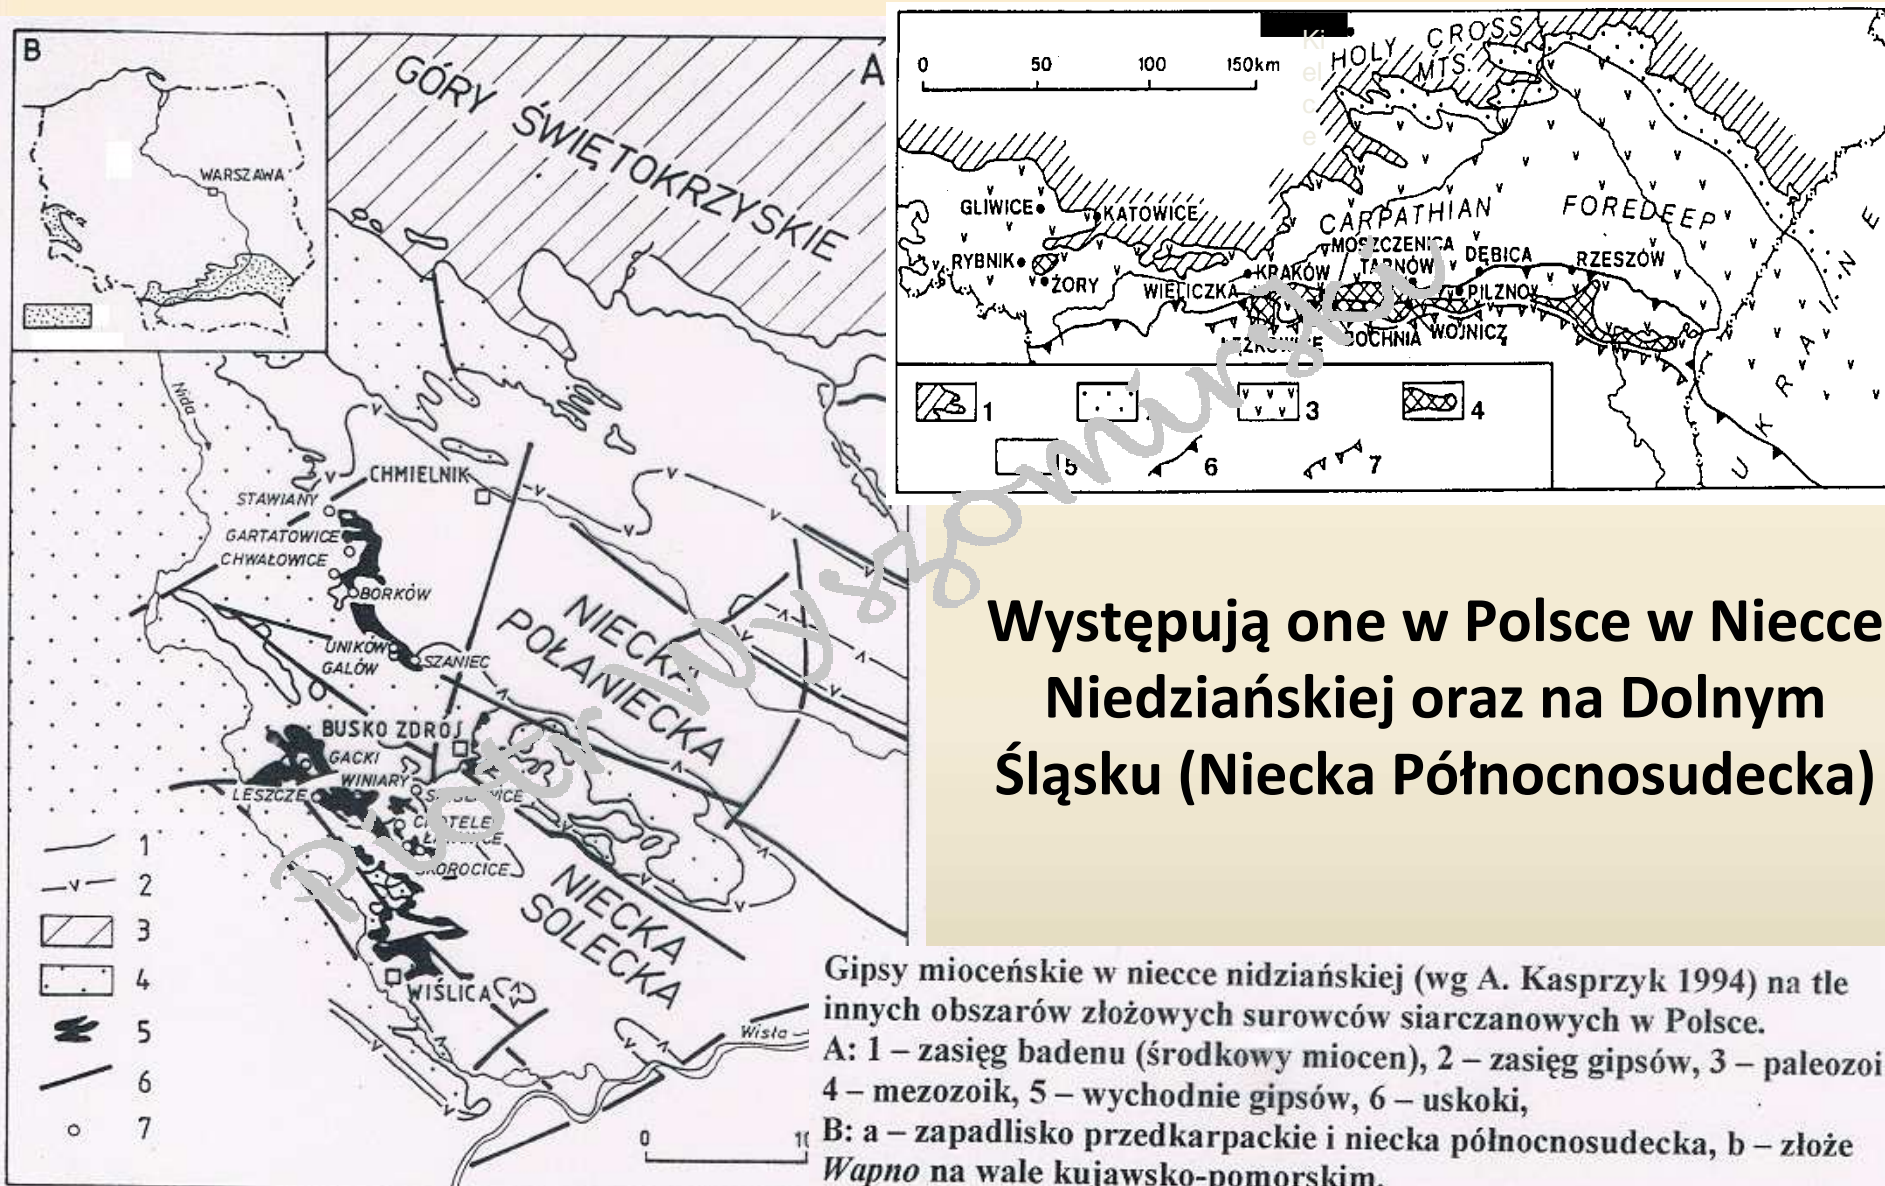 B
WARSZAWA
a
A
GÓRY ŚWIĘTOKRZYSKIE
Nida
CHMIELNIK
STAWIANY
GARTATOWICE
CHWAŁOWICE
BORKÓW
UNIKÓW
GALÓW
SZANIEC
NIECKA
POŁANIECKA
BUSKO ZDRÓJ
GACKI
WINIARY
LESZCZE
SKOROCICE
NIECKA
SOLECKA
WIŚLICA
Wisła
1
2
3
4
5
6
7
0
0 50 100 150km
Kielce
HOLY CROSS
MTS.
GLIWICE
KATOWICE
CARPATHIAN FOREDEEP
MOSZCZENICA
RYBNIK
KRAKÓW
TARNÓW
DĘBICA
RZESZÓW
ŻORY
WIELICZKA
PILZNO
ŁĘŻKOWICE
BOCHNIA
WOJNICZ
UKRAINE
1
3
4
5
6
7
Piotr Wyszomirski
Występują one w Polsce w Niecce
Niedziańskiej oraz na Dolnym
Śląsku (Niecka Północnosudecka)
Gipsy mioceńskie w niecce nidziańskiej (wg A. Kasprzyk 1994) na tle
innych obszarów złożowych surowców siarczanowych w Polsce.
A: 1 – zasięg badenu (środkowy miocen), 2 – zasięg gipsów, 3 – paleozoi
4 – mezozoik, 5 – wychodnie gipsów, 6 – uskoki,
B: a – zapadlisko przedkarpackie i niecka północnosudecka, b – złoże
Wapno na wale kujawsko-pomorskim.